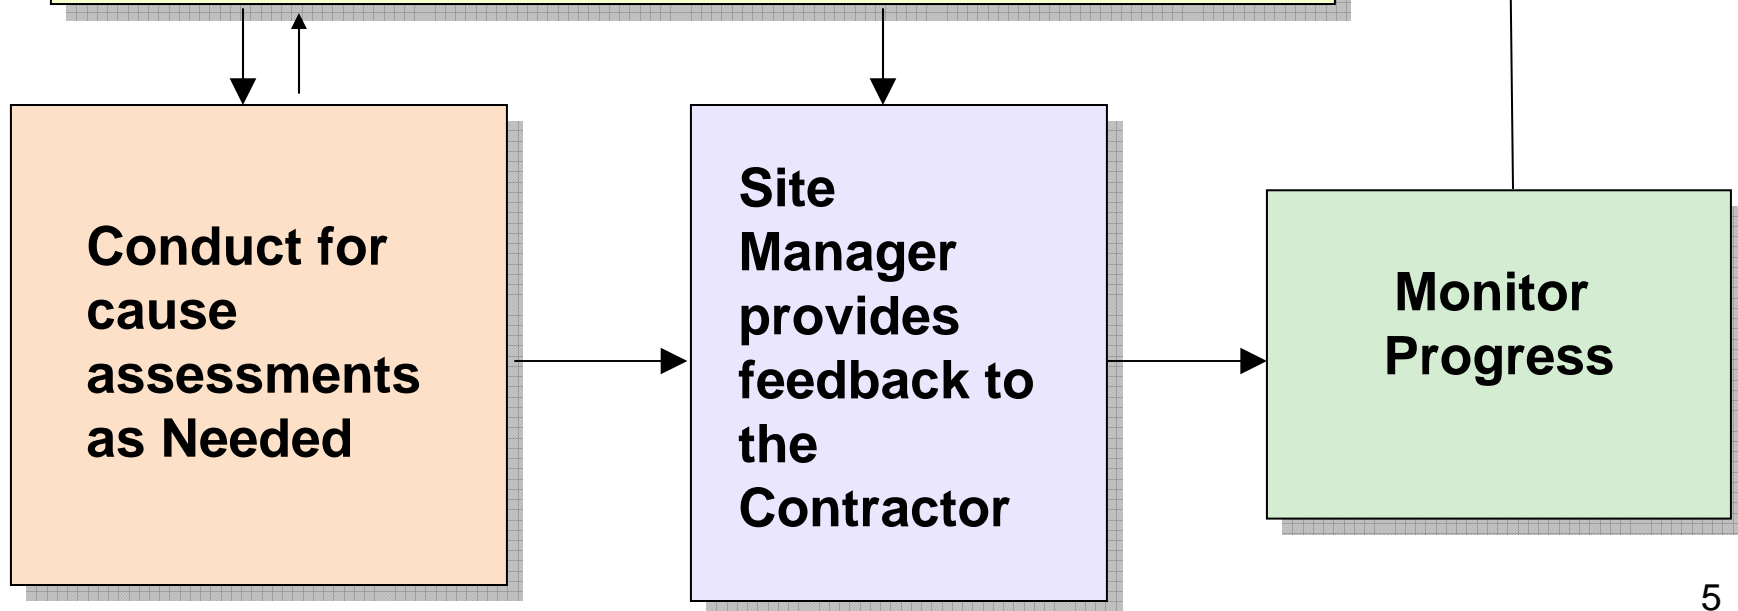 Conduct for
cause
assessments
as Needed
Site
Manager
provides
feedback to
the
Contractor
Monitor
Progress
5